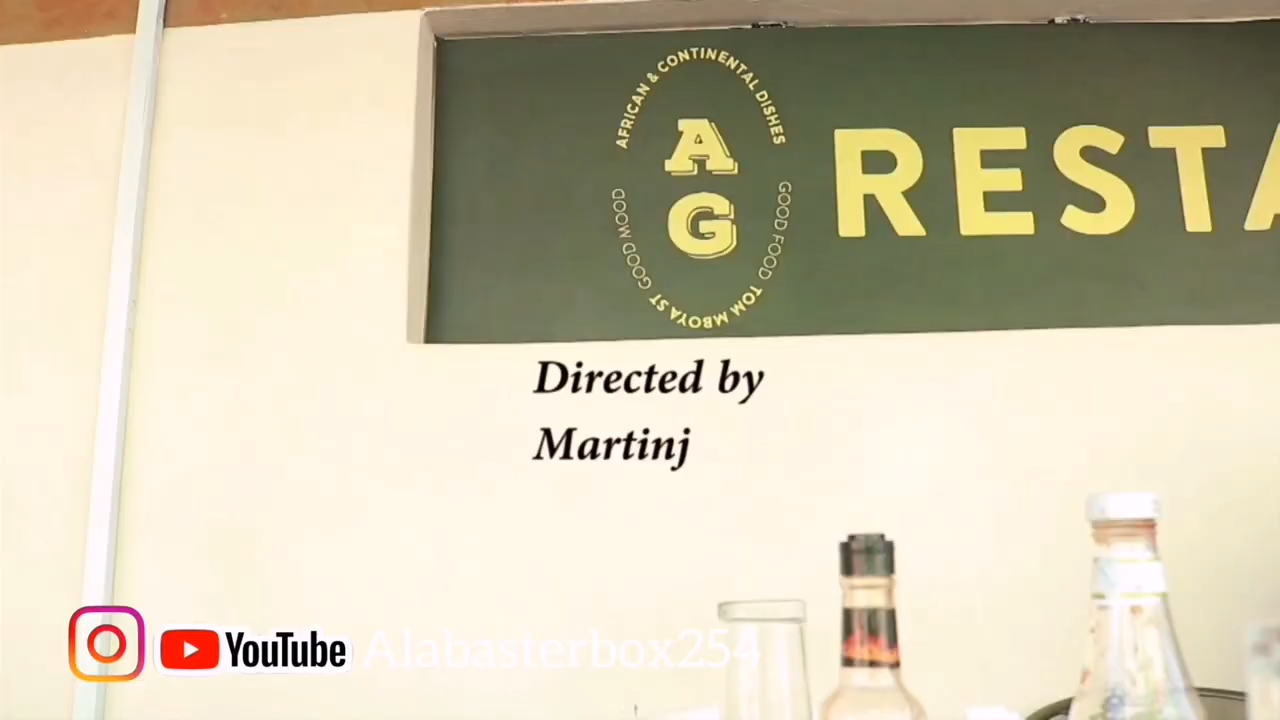 AFRICAN & CONTINENTAL DISHES
A
G
GOOD MOOD
GOOD FOOD
TOM MBOYA ST
RESTA
Directed by
Martinj
YouTube
Alabasterbox254